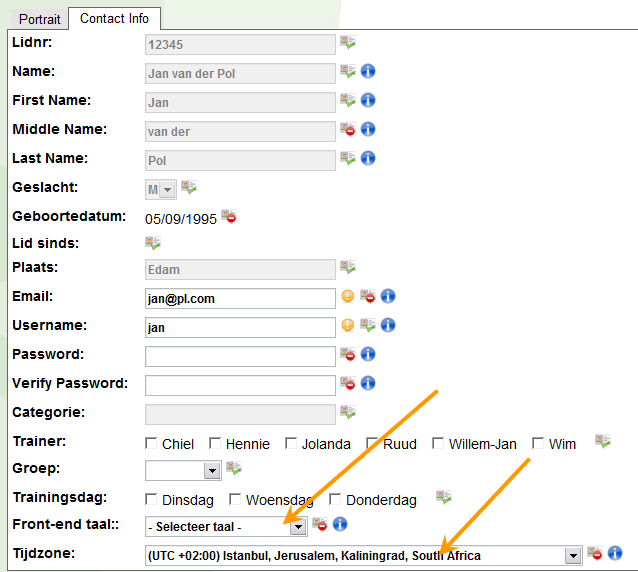 Portrait Contact Info
Lidnr: 12345
Name: Jan van der Pol
First Name: Jan
Middle Name: van der
Last Name: Pol
Geslacht: M
Geboortedatum: 05/09/1995
Lid sinds:
Plaats: Edam
Email: jan@pl.com
Username: jan
Password:
Verify Password:
Categorie:
Trainer: Chiel Hennie Jolanda Ruud Willem-Jan Wim
Groep:
Trainingsdag: Dinsdag Woensdag Donderdag
Front-end taal:: - Selecteer taal -
Tijdzone: (UTC +02:00) Istanbul, Jerusalem, Kaliningrad, South Africa